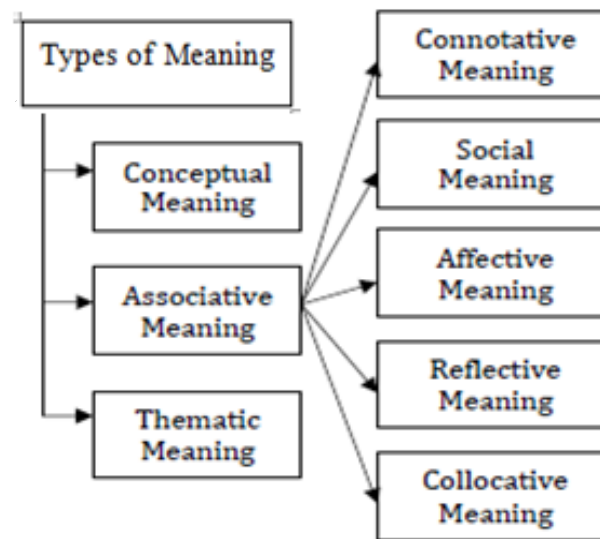 Types of Meaning
Conceptual
Meaning
Associative
Meaning
Thematic
Meaning
Connotative
Meaning
Social
Meaning
Affective
Meaning
Reflective
Meaning
Collocative
Meaning